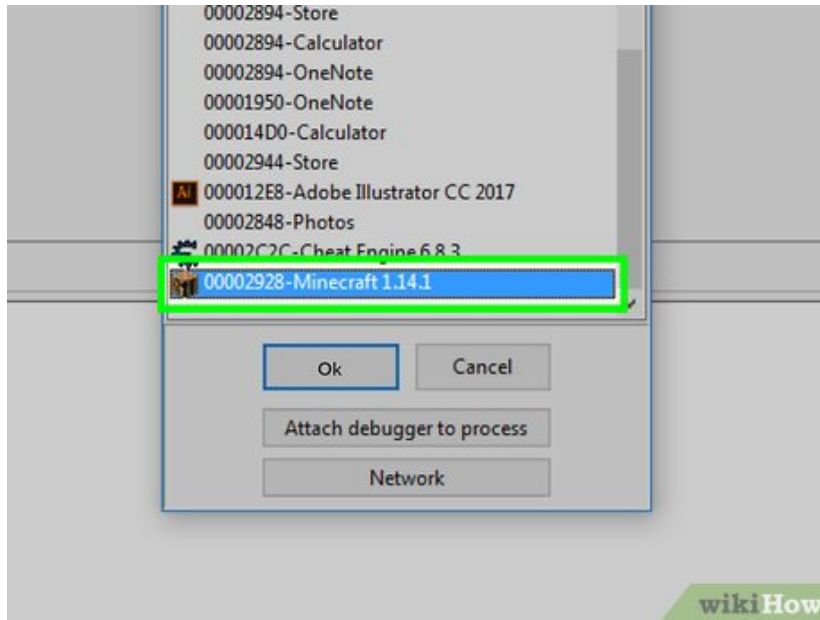 00002894-Store
00002894-Calculator
00002894-OneNote
00001950-OneNote
000014D0-Calculator
00002944-Store
Ai 000012E8-Adobe Illustrator CC 2017
00002848-Photos
00002C2C-Cheat Engine 6.8.3
00002928-Minecraft 1.14.1
Ok Cancel
Attach debugger to process
Network
wikiHow